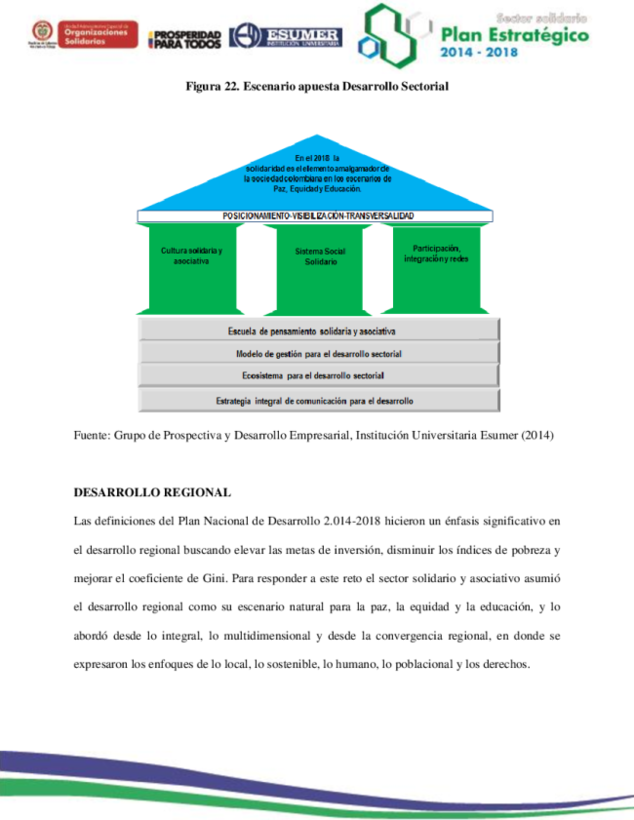 Unidad Administrativa Especial de
Organizaciones
Solidarias
PROSPERIDAD
PARA TODOS
ESUMER
INSTITUCIÓN UNIVERSITARIA
Sector solidario
Plan Estratégico
2014 - 2018
Figura 22. Escenario apuesta Desarrollo Sectorial
En el 2018 la
solidaridad es el elemento amalgamador de
la sociedad colombiana en los escenarios de
Paz, Equidad y Educación.
POSICIONAMIENTO-VISIBILIZACIÓN-TRANSVERSALIDAD
Cultura solidaria y
asociativa
Sistema Social
Solidario
Participación,
integración y redes
Escuela de pensamiento solidaria y asociativa
Modelo de gestión para el desarrollo sectorial
Ecosistema para el desarrollo sectorial
Estrategia integral de comunicación para el desarrollo
Fuente: Grupo de Prospectiva y Desarrollo Empresarial, Institución Universitaria Esumer (2014)
DESARROLLO REGIONAL
Las definiciones del Plan Nacional de Desarrollo 2.014-2018 hicieron un énfasis significativo en
el desarrollo regional buscando elevar las metas de inversión, disminuir los índices de pobreza y
mejorar el coeficiente de Gini. Para responder a este reto el sector solidario y asociativo asumió
el desarrollo regional como su escenario natural para la paz, la equidad y la educación, y lo
abordó desde lo integral, lo multidimensional y desde la convergencia regional, en donde se
expresaron los enfoques de lo local, lo sostenible, lo humano, lo poblacional y los derechos.